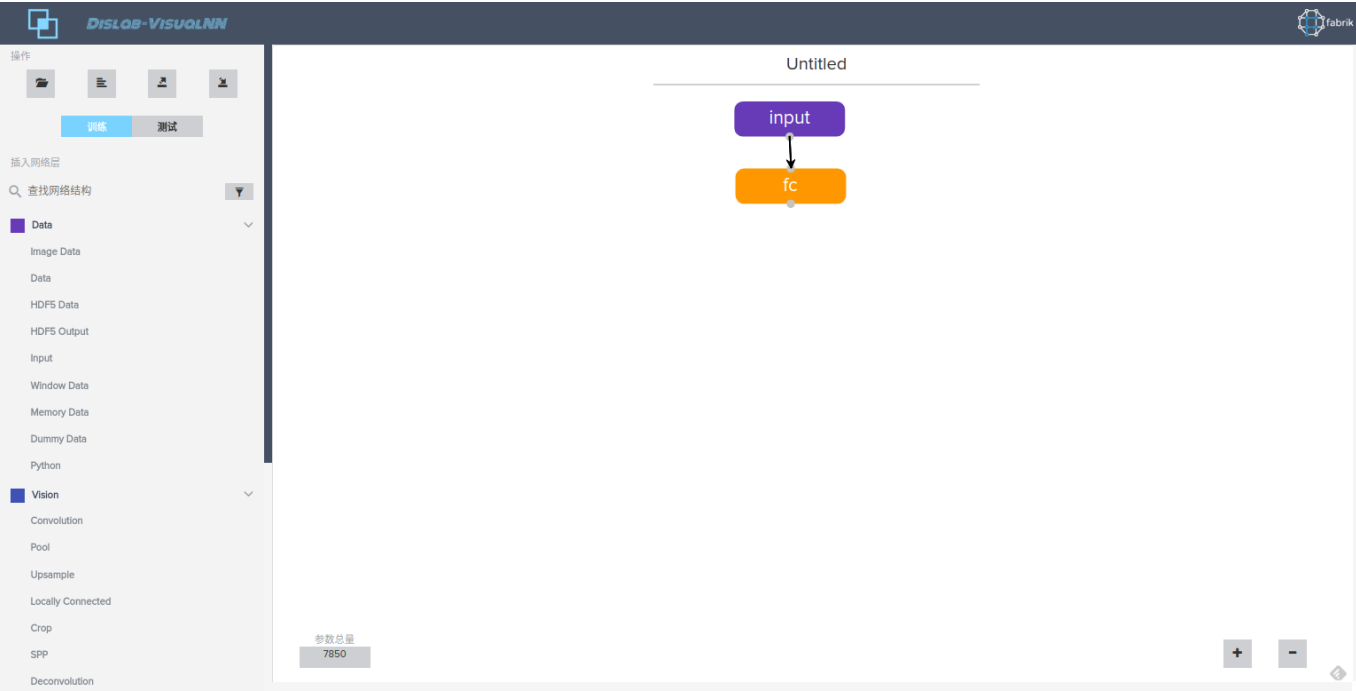 DISLAB-VISUALNN
fabrik
操作
训练
测试
插入网络层
查找网络结构
Data
Image Data
Data
HDF5 Data
HDF5 Output
Input
Window Data
Memory Data
Dummy Data
Python
Vision
Convolution
Pool
Upsample
Locally Connected
Crop
SPP
Deconvolution
Untitled
input
fc
参数总量
7850